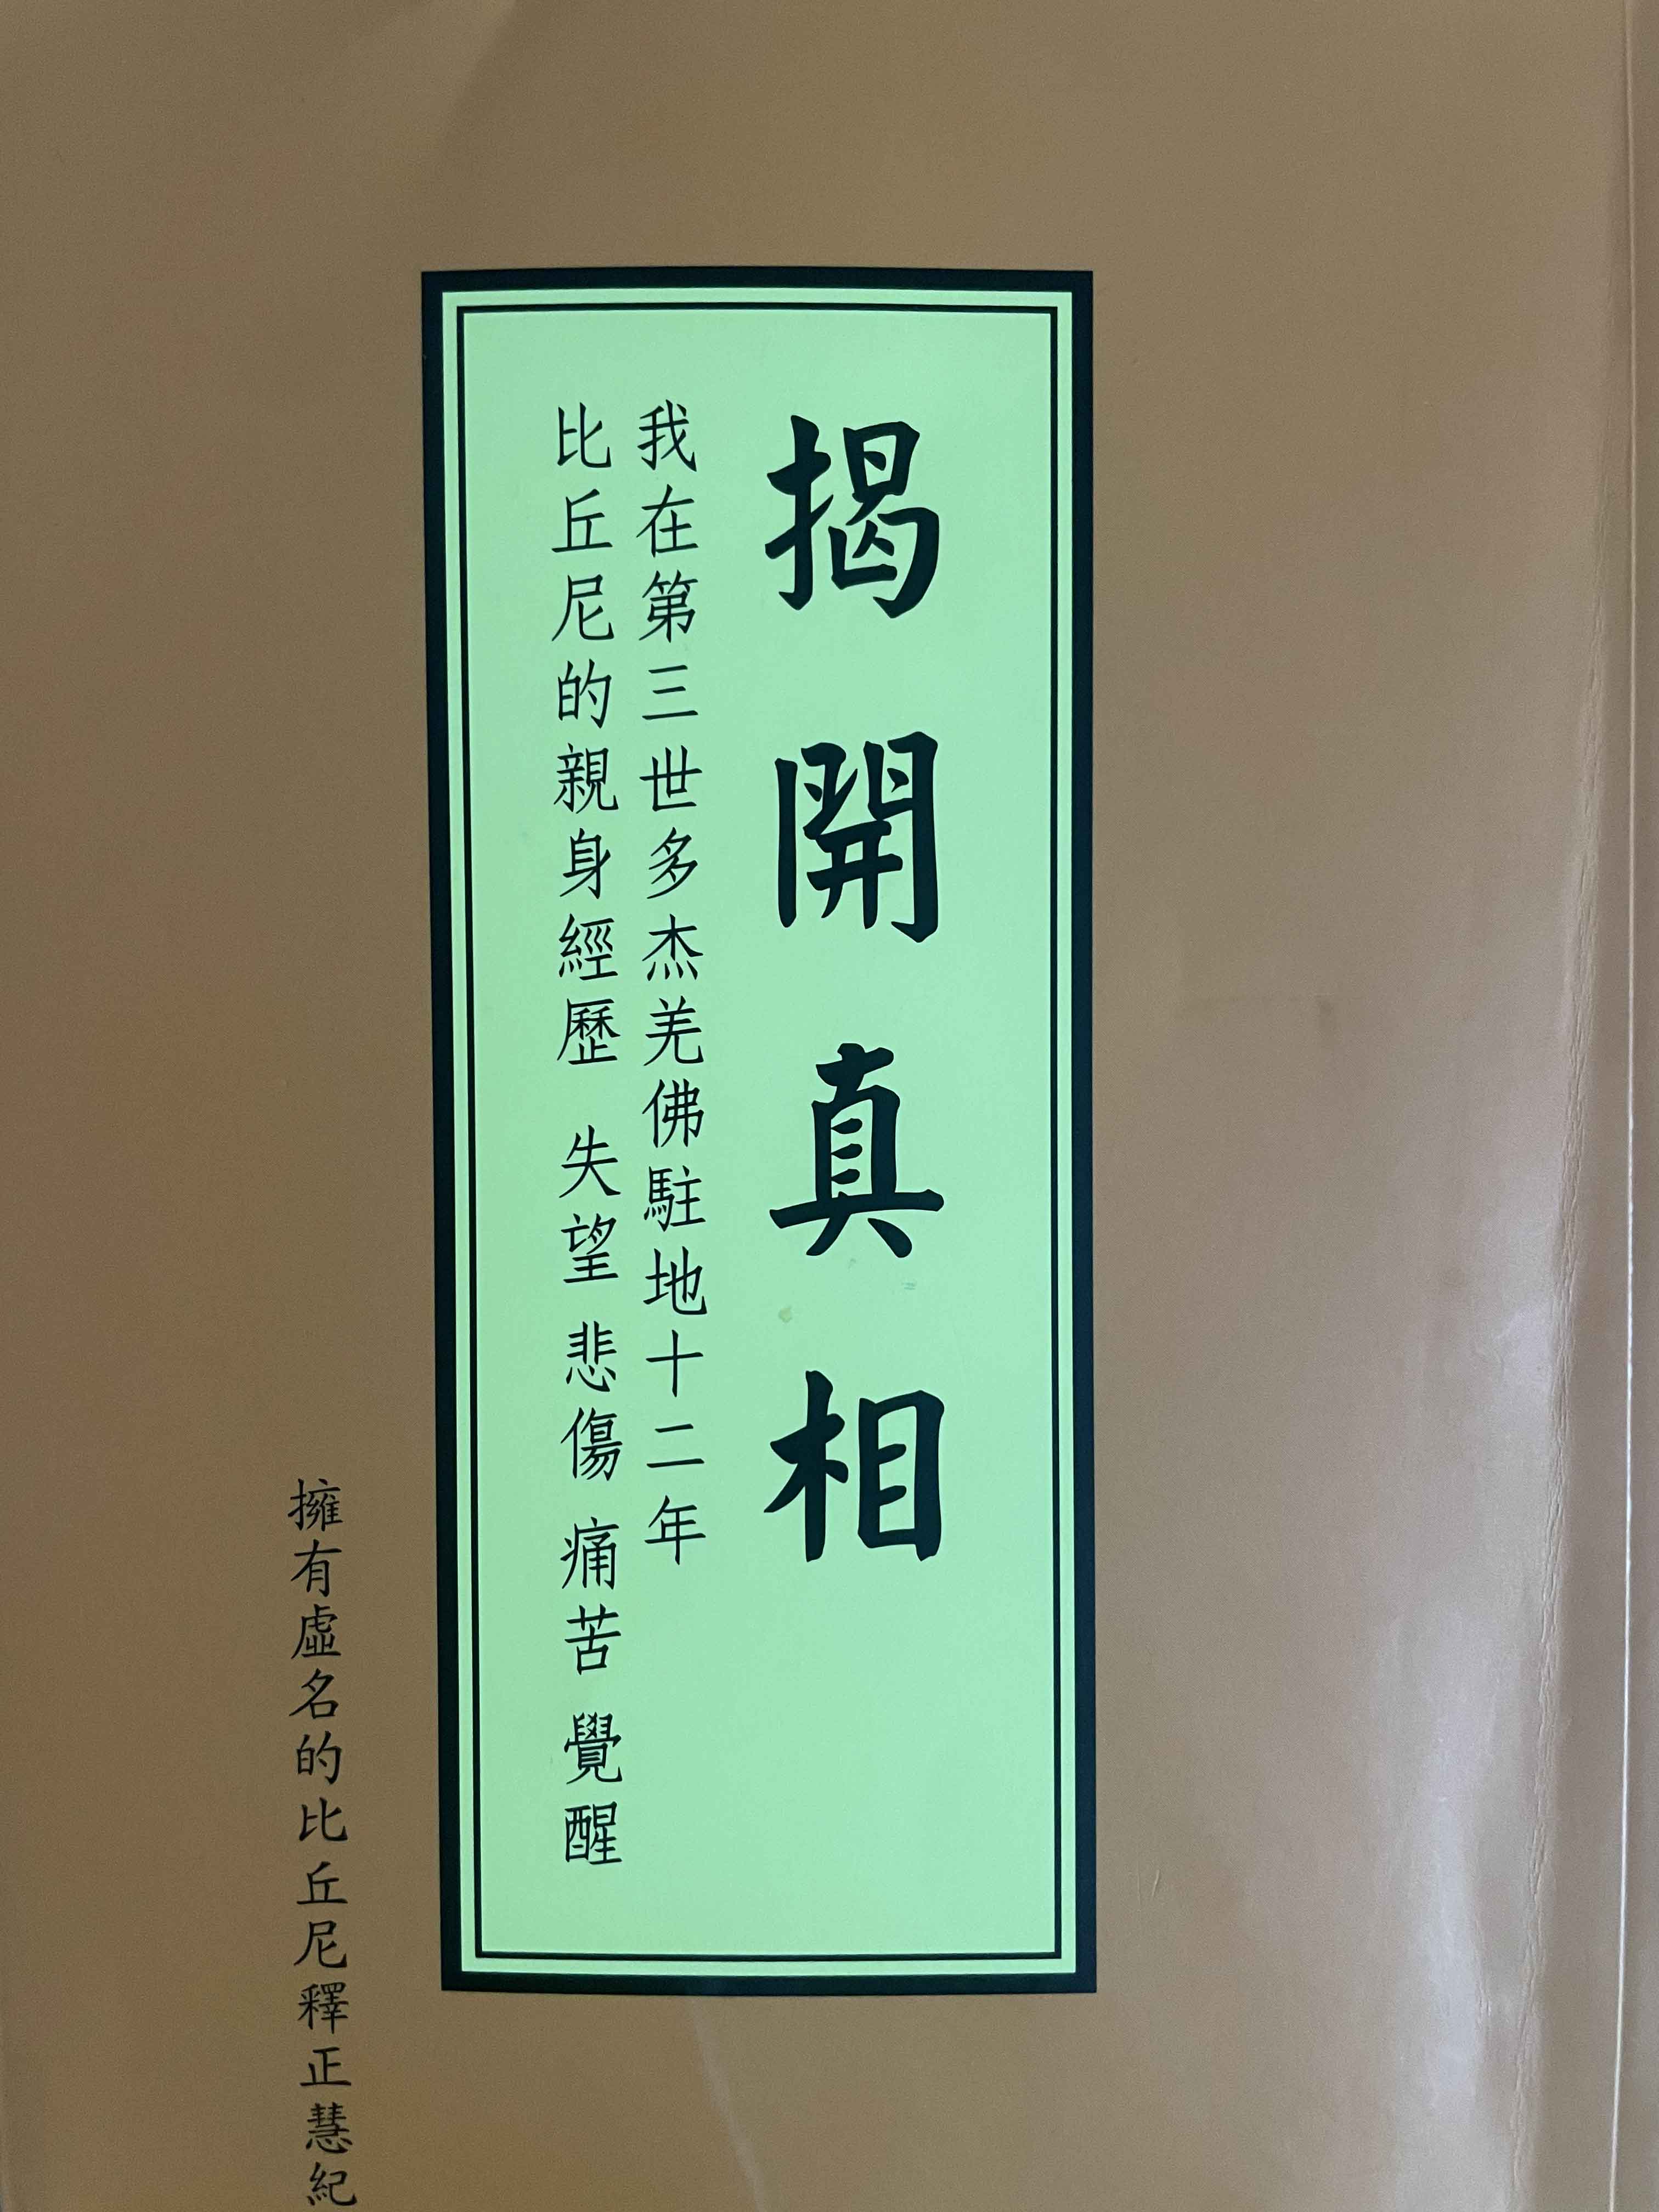 揭開真相
我在第三世多杰羌佛駐地十二年
比丘尼的親身經歷 失望 悲傷 痛苦 覺醒
擁有虛名的比丘尼釋正慧紀